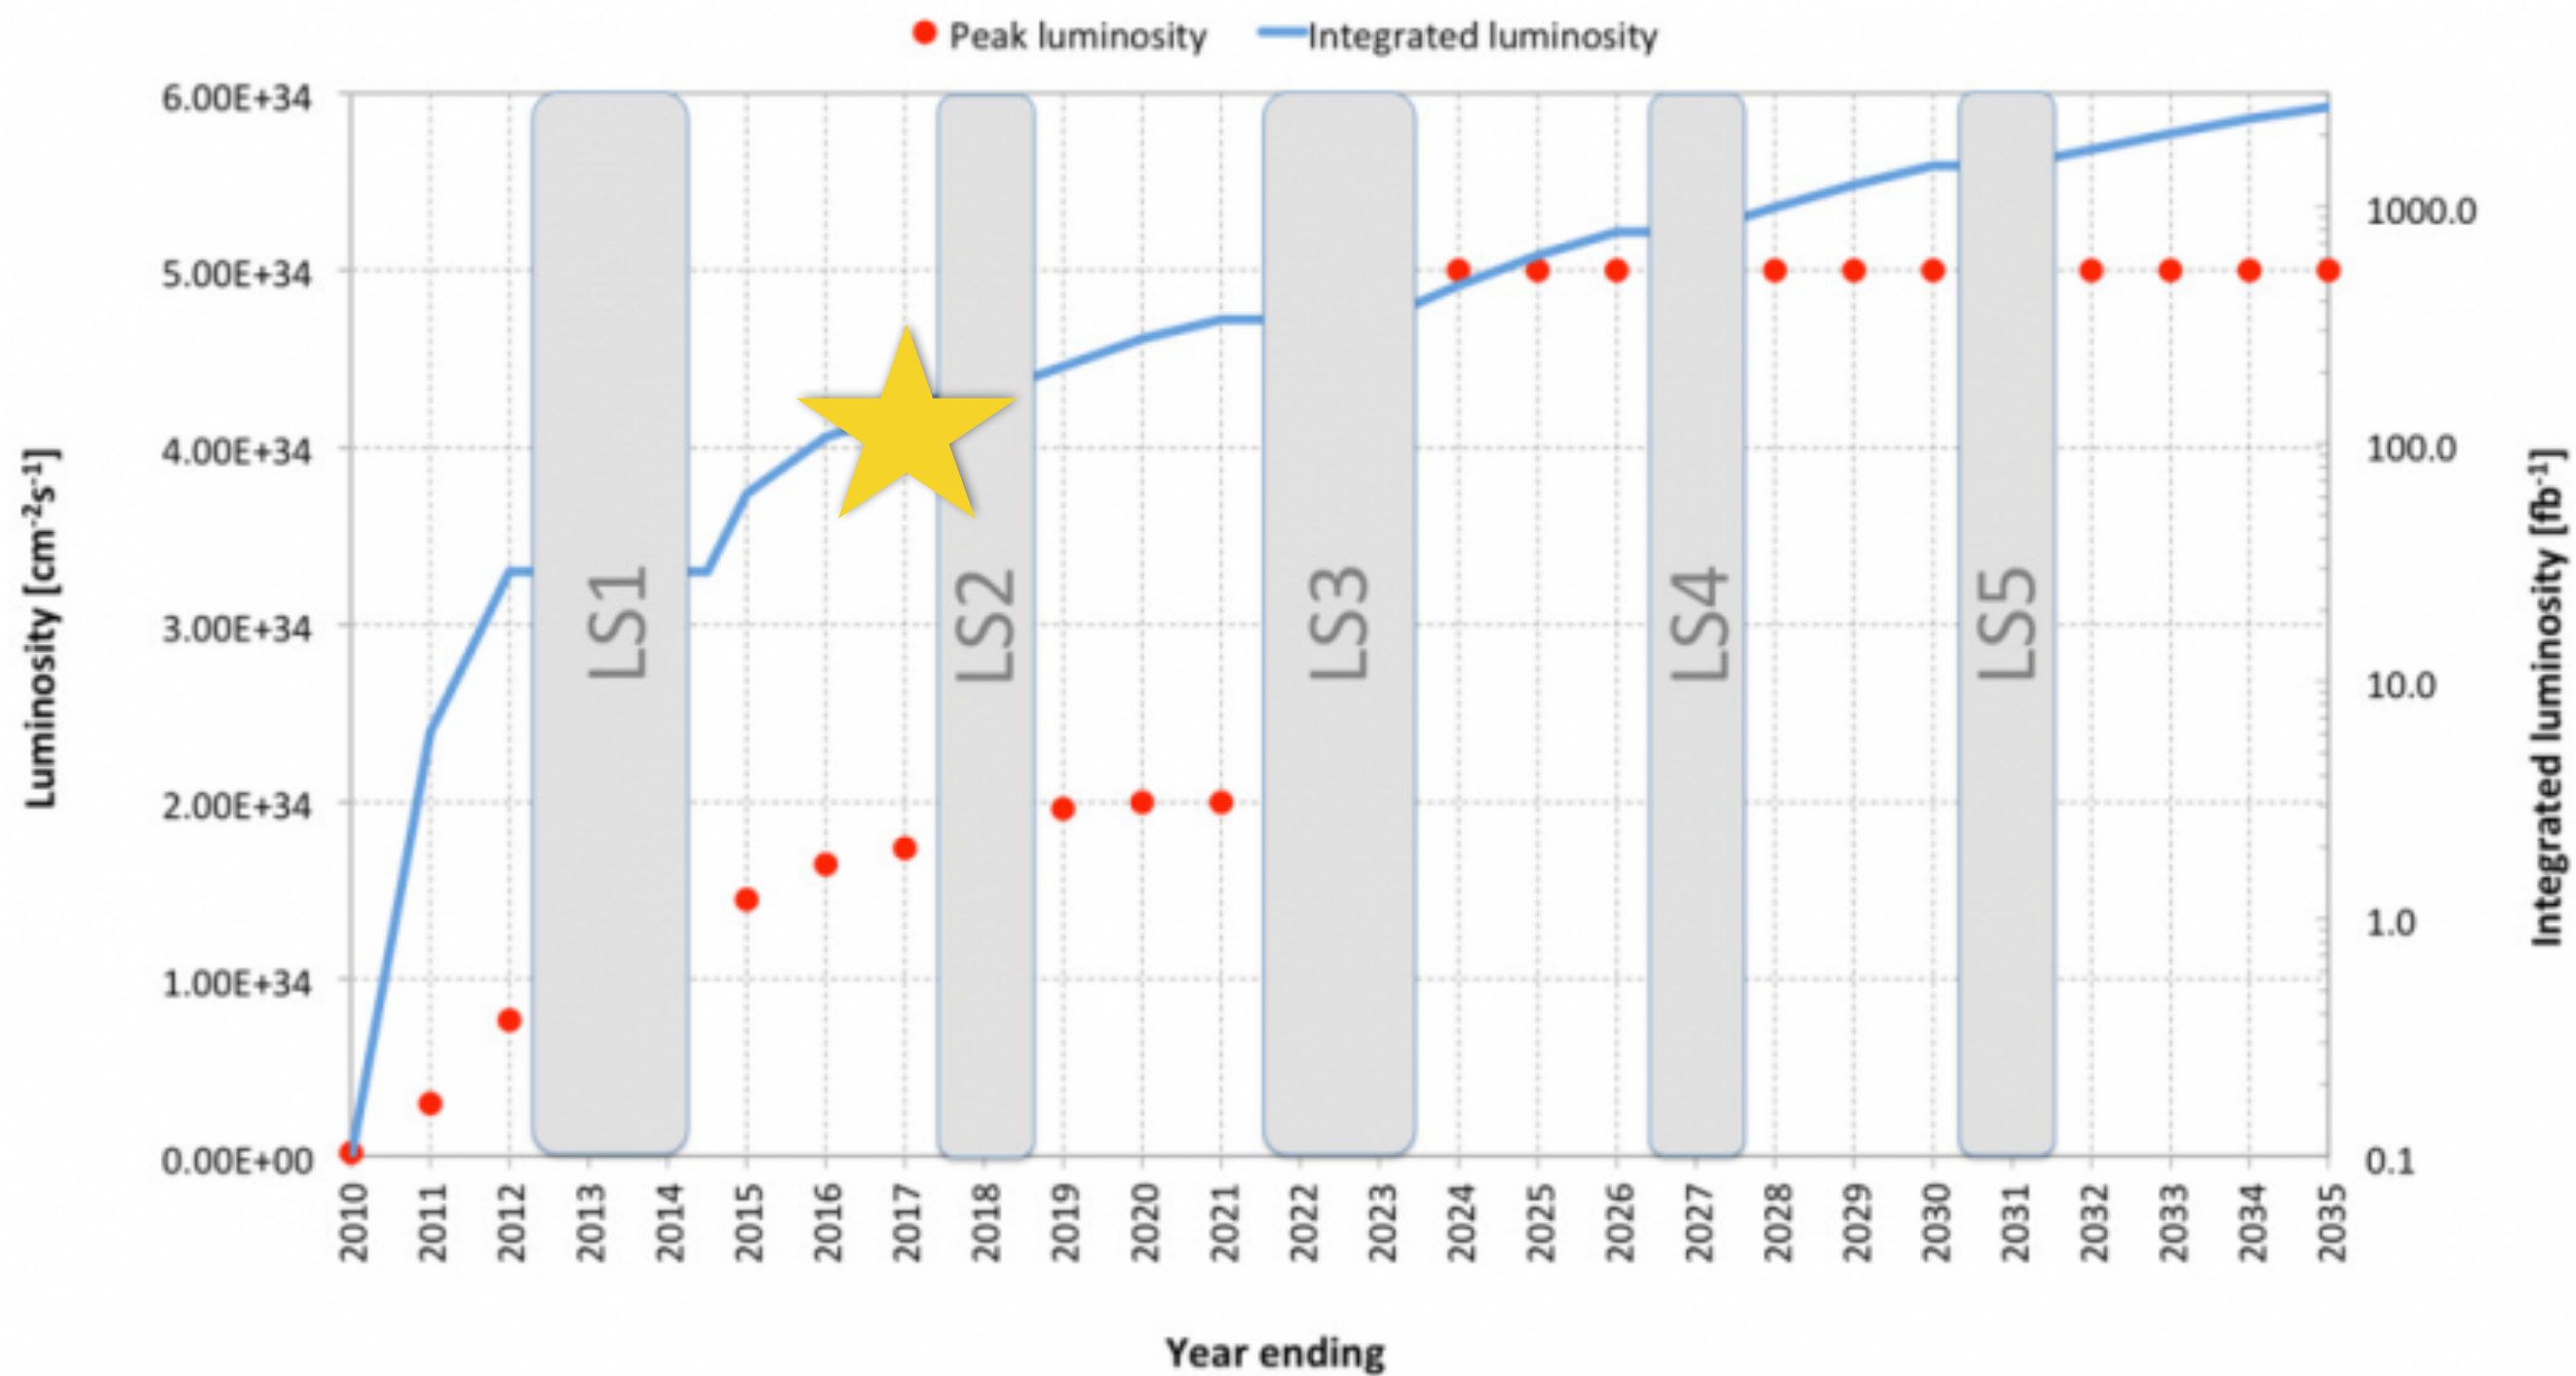 Peak luminosity Integrated luminosity
6.00E+34
5.00E+34
4.00E+34
3.00E+34
2.00E+34
1.00E+34
0.00E+00
Luminosity [cm-2s-1]
LS1
LS2
LS3
LS4
LS5
1000.0
100.0
10.0
1.0
0.1
Integrated luminosity [fb-1]
2010 2011 2012 2013 2014 2015 2016 2017 2018 2019 2020 2021 2022 2023 2024 2025 2026 2027 2028 2029 2030 2031 2032 2033 2034 2035
Year ending